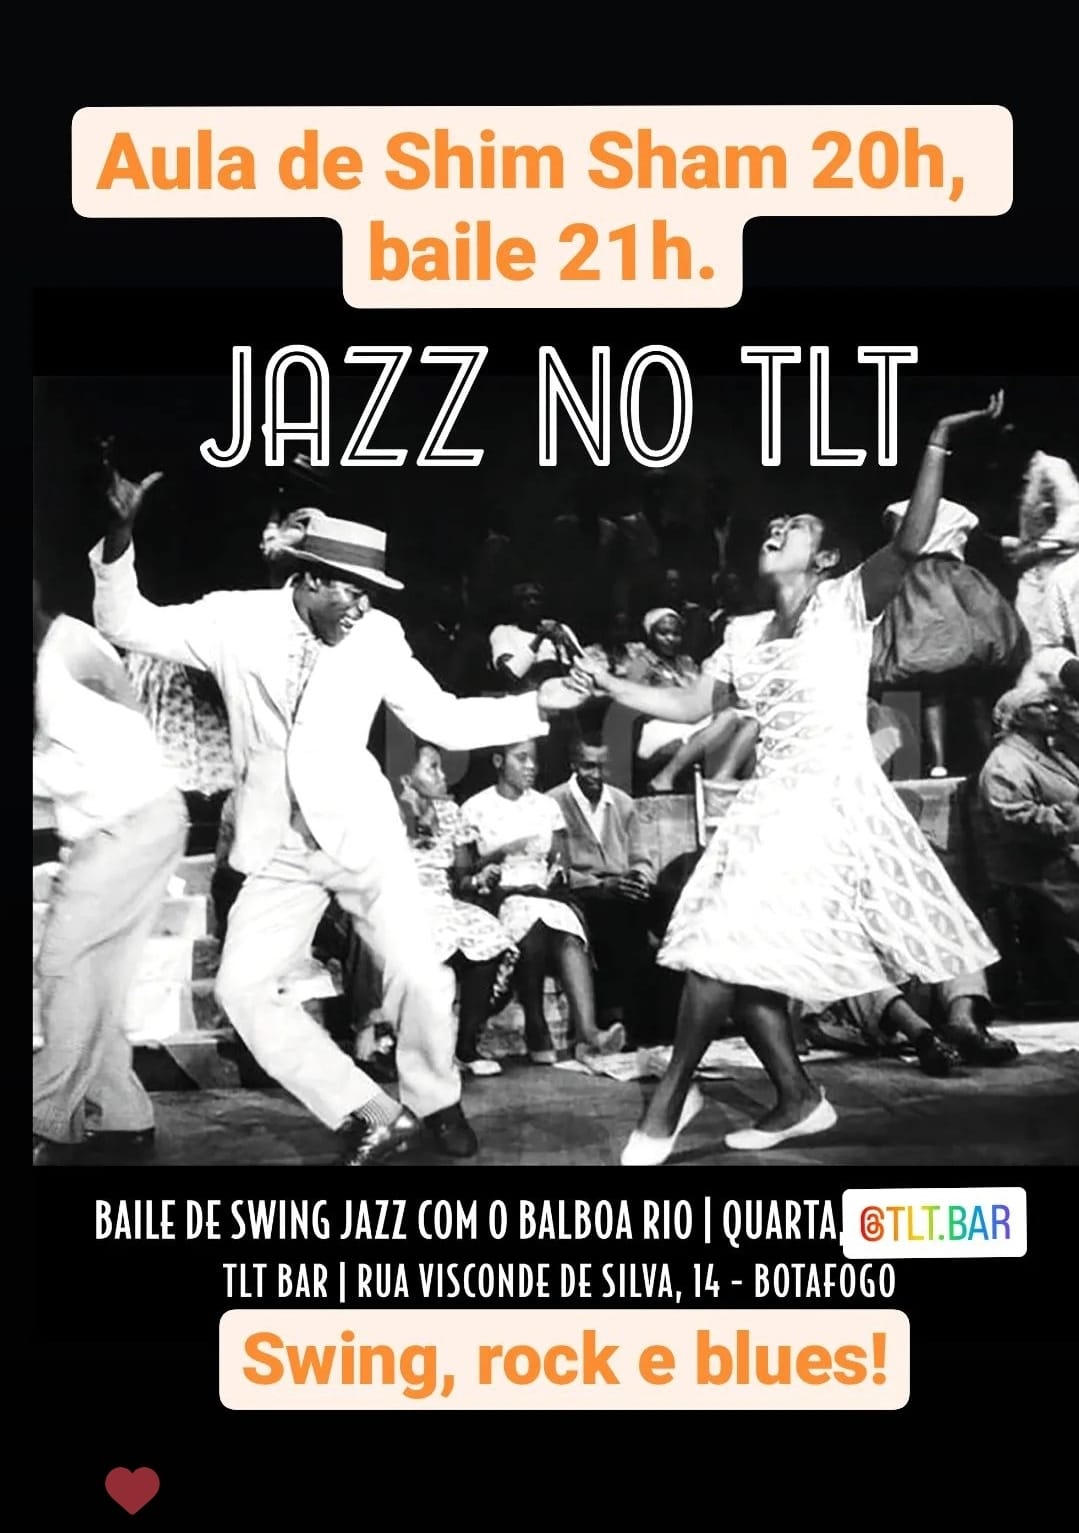 Aula de Shim Sham 20h,
baile 21h.
JAZZ NO TLT
BAILE DE SWING JAZZ COM O BALBOA RIO | QUARTA, @TLT.BAR
TLT BAR | RUA VISCONDE DE SILVA, 14 - BOTAFOGO
Swing, rock e blues!